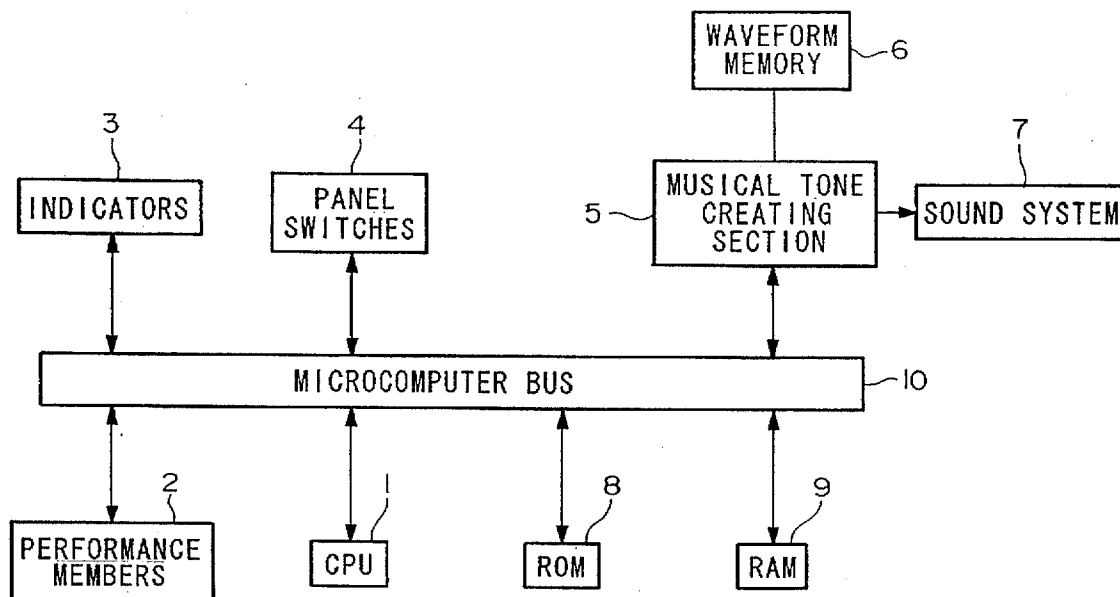 WAVEFORM
MEMORY
6
3
4
7
INDICATORS
PANEL
SWITCHES
5
MUSICAL TONE
CREATING
SECTION
SOUND SYSTEM
MICROCOMPUTER BUS
10
2
1
8
9
PERFORMANCE
MEMBERS
CPU
ROM
RAM